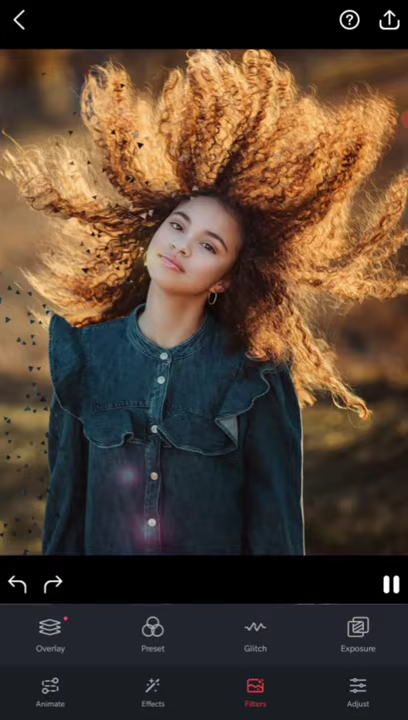 Overlay
Preset
Glitch
Exposure
Animate
Effects
Filters
Adjust